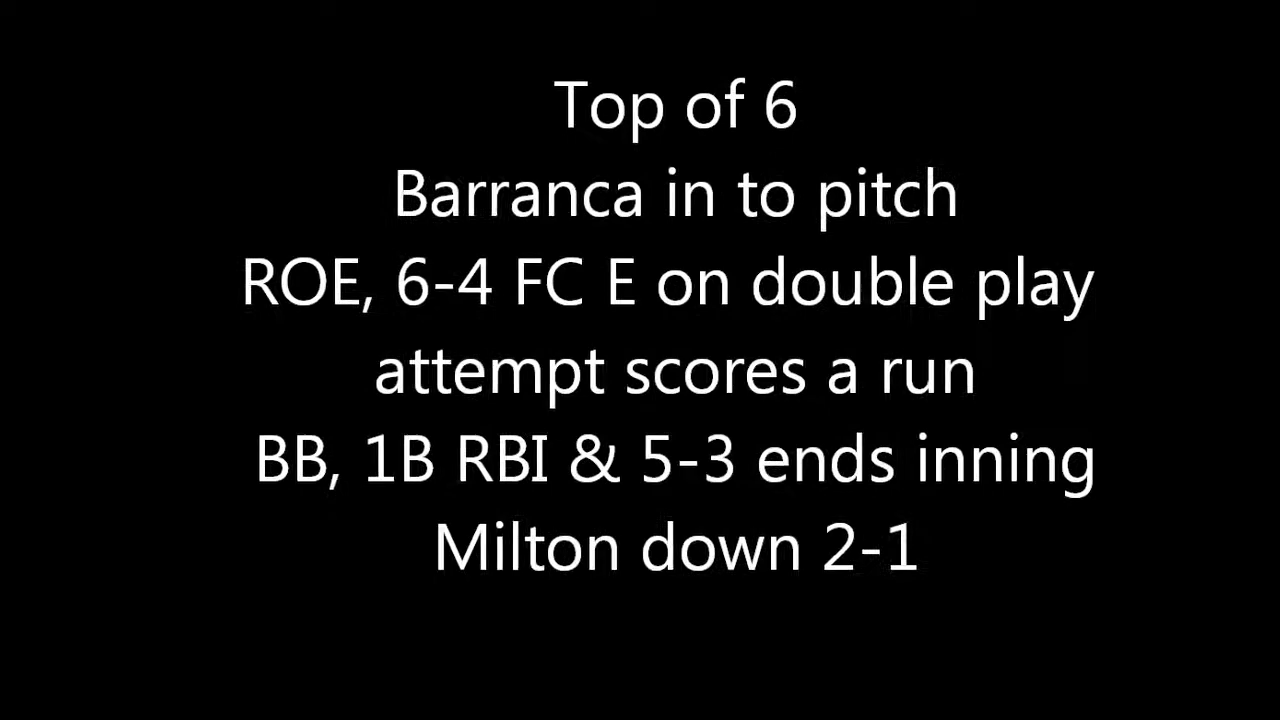 Top of 6
Barranca in to pitch
ROE, 6-4 FC E on double play
attempt scores a run
BB, 1B RBI & 5-3 ends inning
Milton down 2-1